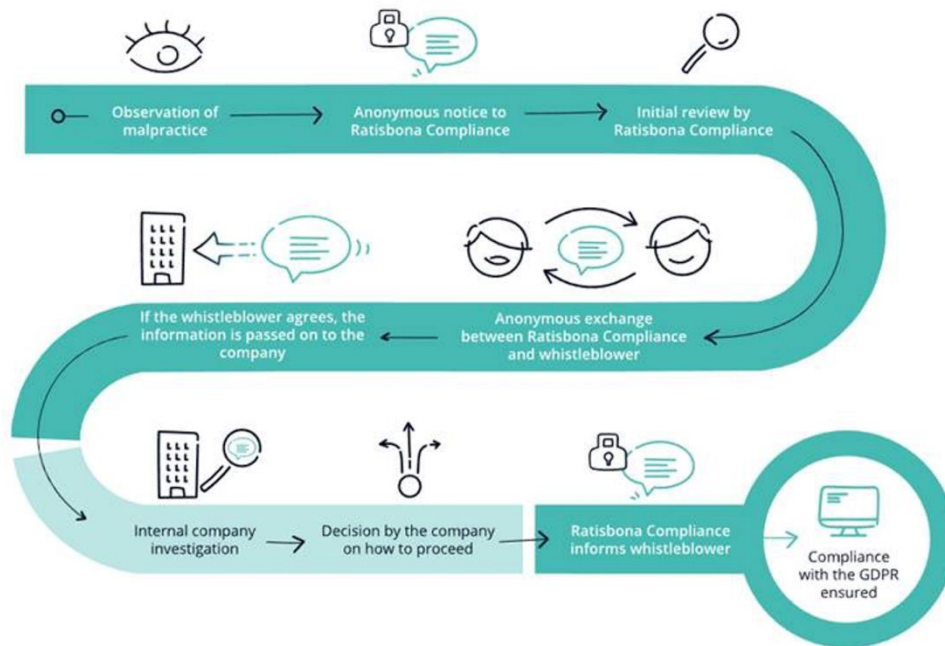 Observation of
malpractice
Anonymous notice to
Ratisbona Compliance
Initial review by
Ratisbona Compliance
If the whistleblower agrees, the
information is passed on to the
company
Anonymous exchange
between Ratisbona Compliance
and whistleblower
Internal company
investigation
Decision by the company
on how to proceed
Ratisbona Compliance
informs whistleblower
Compliance
with the GDPR
ensured